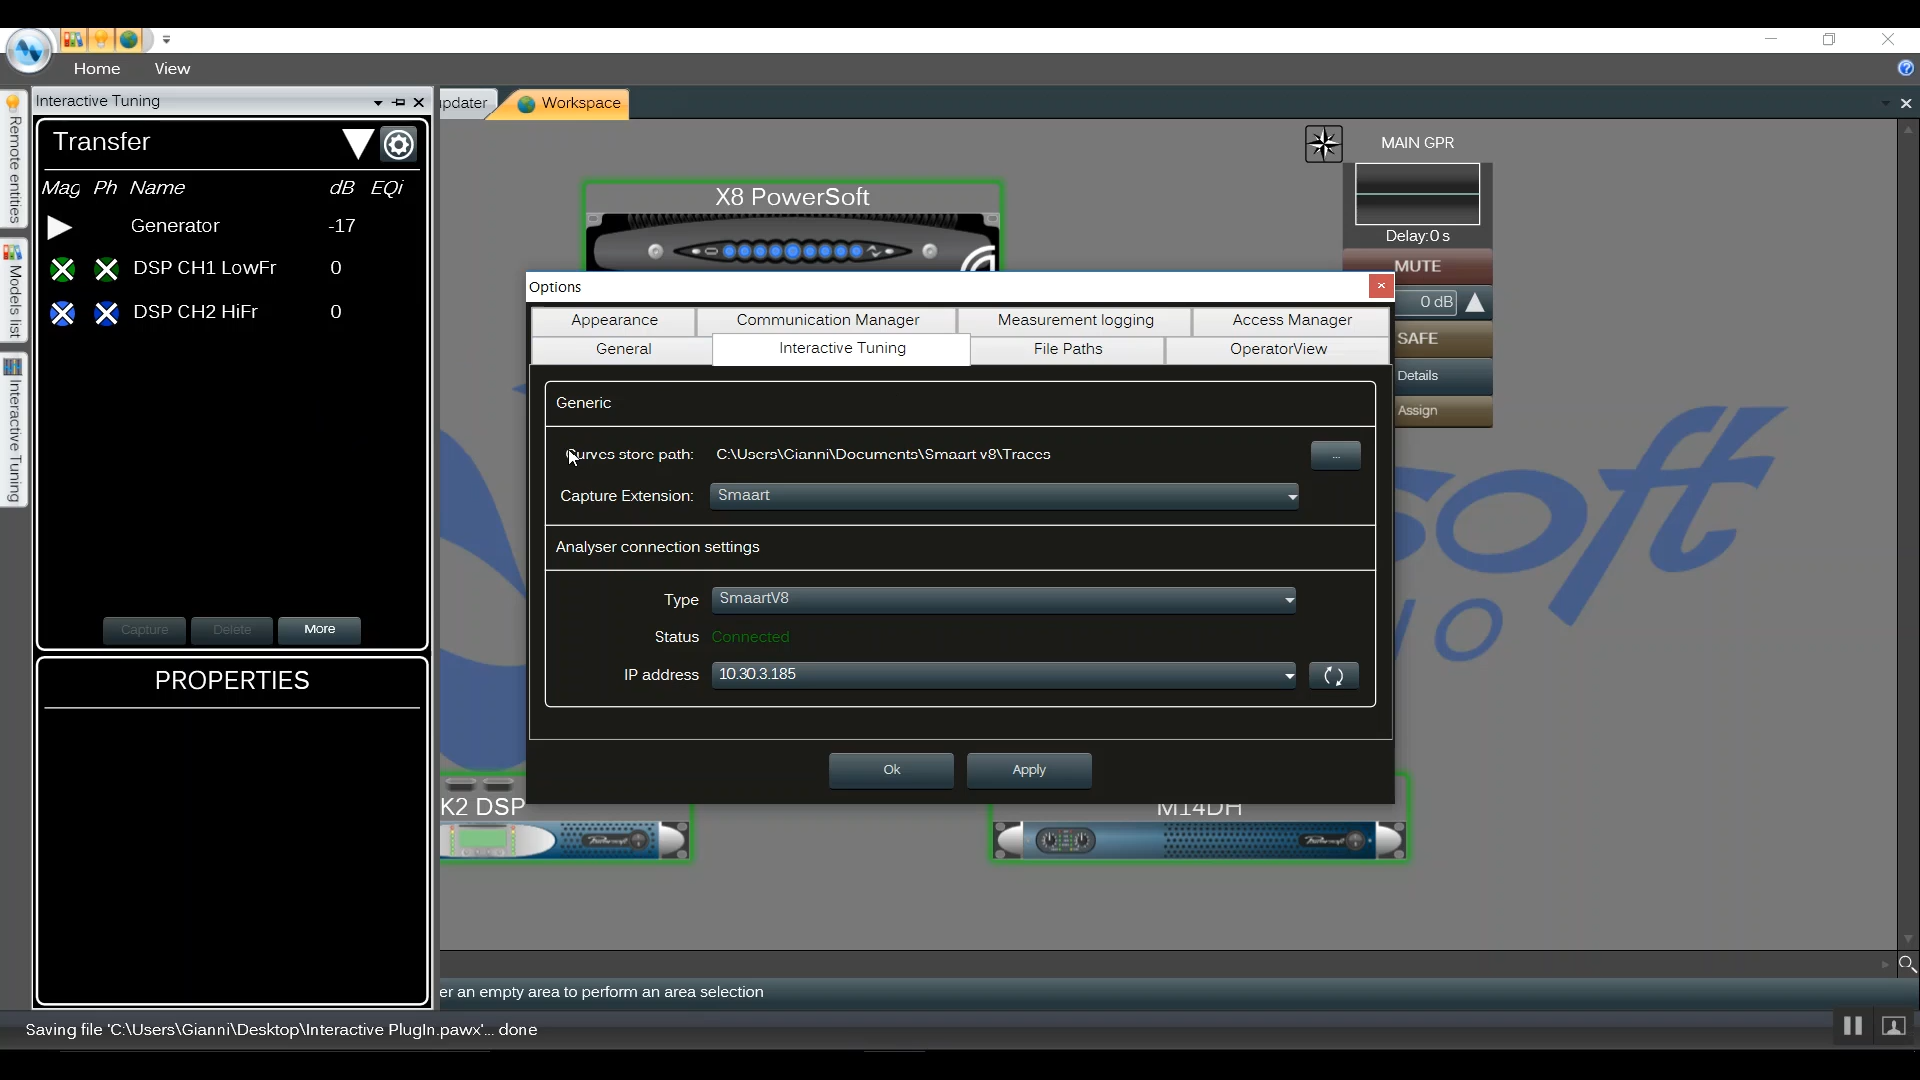 Home View
Interactive Tuning
updater
Workspace
Transfer
Mag Ph Name dB EQi
Generator -17
DSP CH1 LowFr 0
DSP CH2 HiFr 0
Capture Delete More
PROPERTIES
Remote entities
Models list
Interactive Tuning
X8 PowerSoft
MAIN GPR
Delay:0 s
MUTE
0 dB
SAFE
Details
Assign
Options
Appearance Communication Manager Measurement logging Access Manager
General Interactive Tuning File Paths OperatorView
Generic
Curves store path: C:\Users\Gianni\Documents\Smaart v8\Traces ...
Capture Extension: Smaart
Analyser connection settings
Type SmaartV8
Status Connected
IP address 10.30.3.185
Ok Apply
K2 DSP
M14DH
er an empty area to perform an area selection
Saving file 'C:\Users\Gianni\Desktop\Interactive PlugIn.pawx'... done